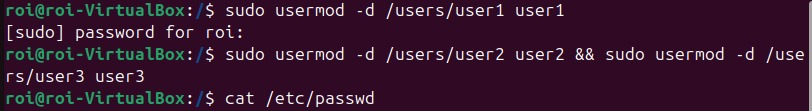 roi@roi-VirtualBox:/$ sudo usermod -d /users/user1 user1
[sudo] password for roi:
roi@roi-VirtualBox:/$ sudo usermod -d /users/user2 user2 && sudo usermod -d /use
rs/user3 user3
roi@roi-VirtualBox:/$ cat /etc/passwd